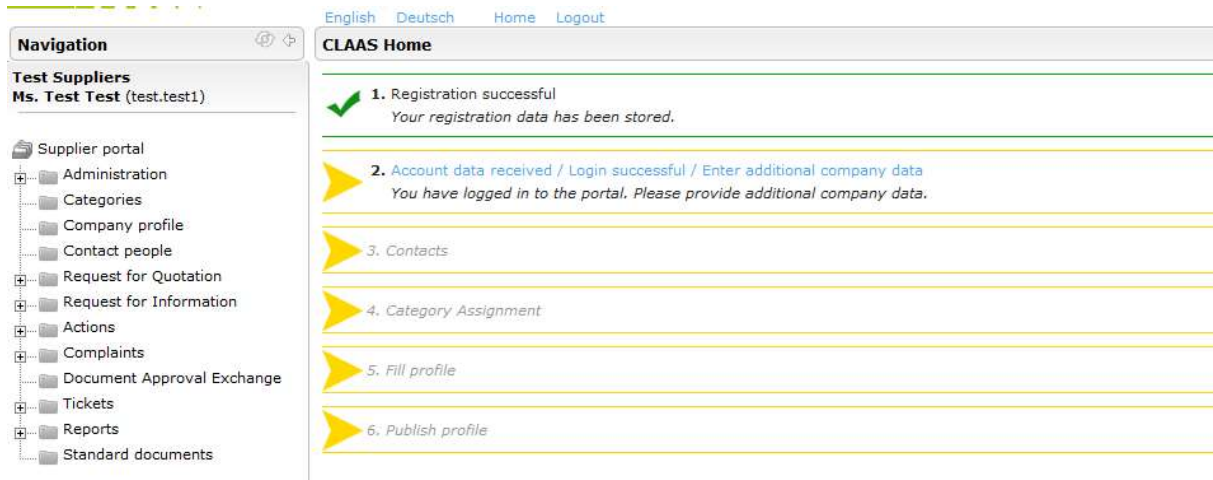 English Deutsch Home Logout
Navigation
CLAAS Home
Test Suppliers
Ms. Test Test (test.test1)
Supplier portal
Administration
Categories
Company profile
Contact people
Request for Quotation
Request for Information
Actions
Complaints
Document Approval Exchange
Tickets
Reports
Standard documents
1. Registration successful
Your registration data has been stored.
2. Account data received / Login successful / Enter additional company data
You have logged in to the portal. Please provide additional company data.
3. Contacts
4. Category Assignment
5. Fill profile
6. Publish profile